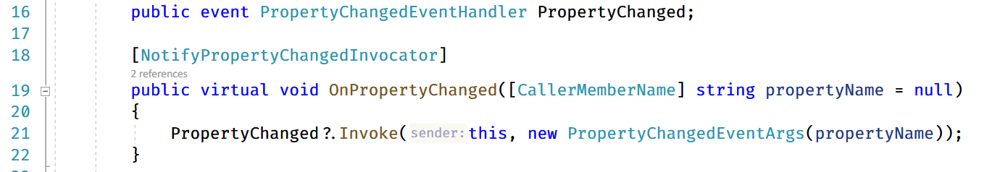 16 public event PropertyChangedEventHandler PropertyChanged;
17
18 [NotifyPropertyChangedInvocator]
2 references
19 public virtual void OnPropertyChanged([CallerMemberName] string propertyName = null)
20 {
21 PropertyChanged?.Invoke(sender:this, new PropertyChangedEventArgs(propertyName));
22 }